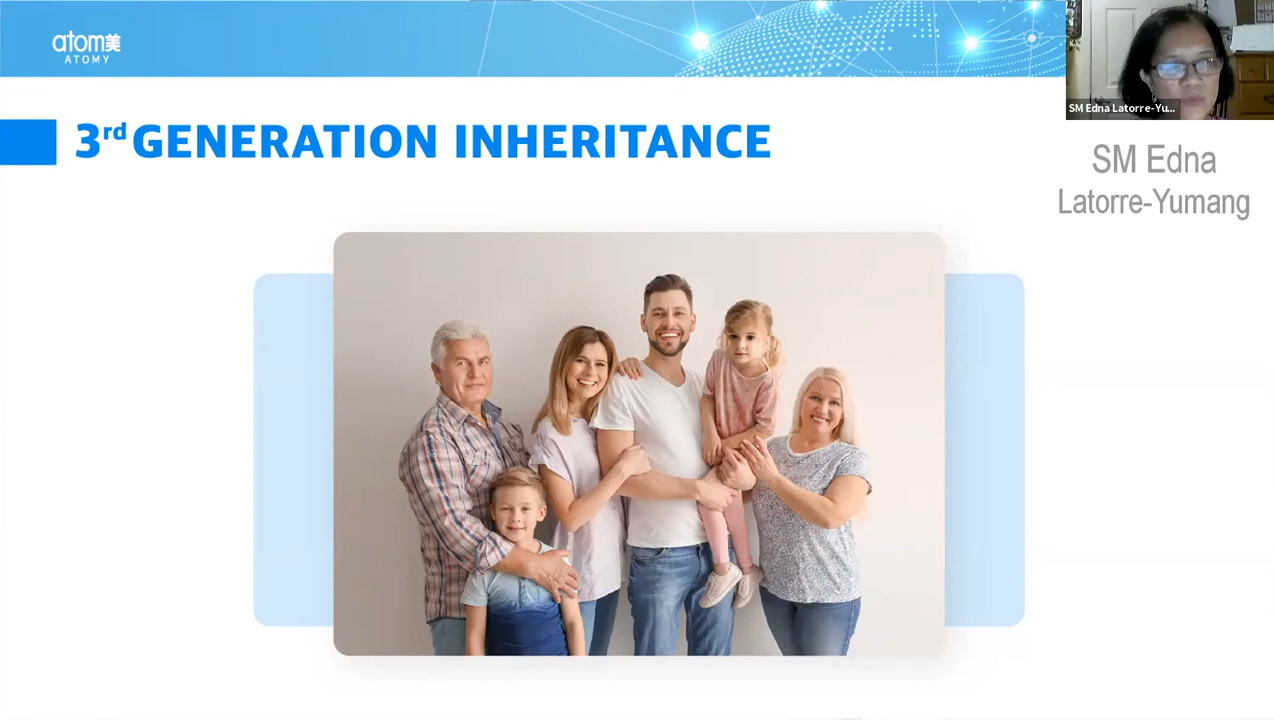 atom美
ATOMY
3rd GENERATION INHERITANCE
SM Edna Latorre-Yu...
SM Edna
Latorre-Yumang